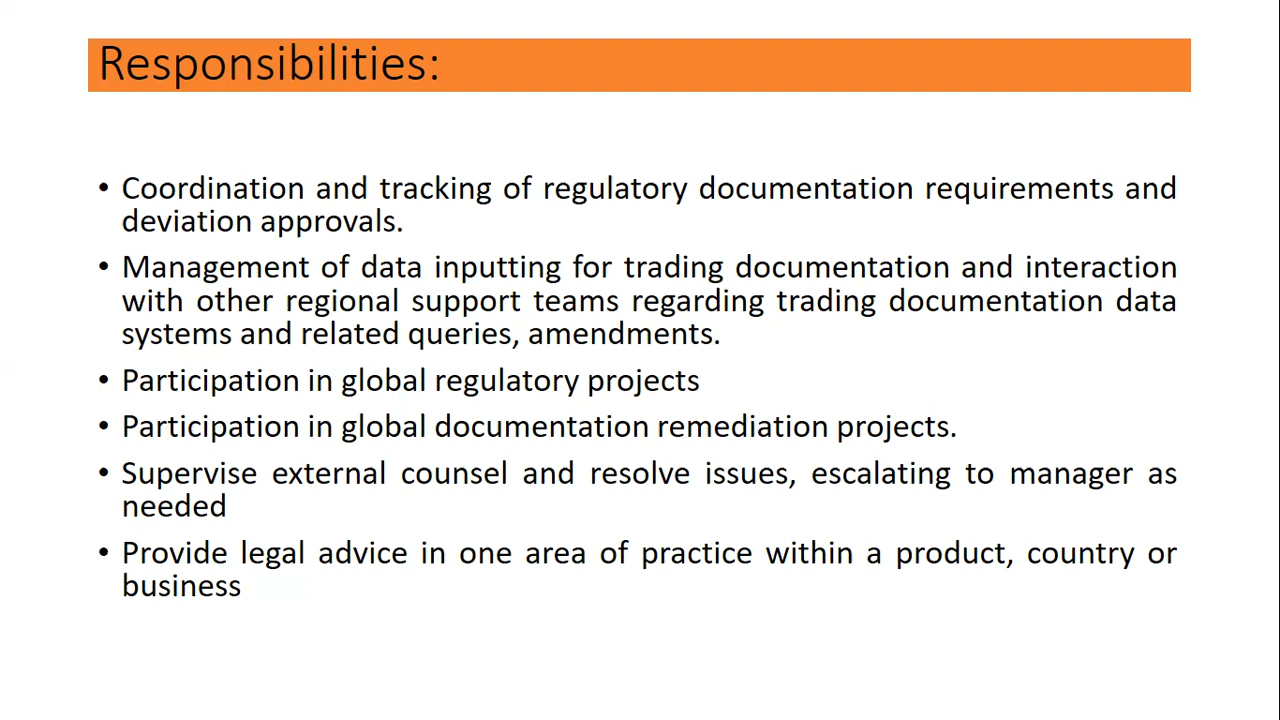 Responsibilities:
• Coordination and tracking of regulatory documentation requirements and
deviation approvals.
• Management of data inputting for trading documentation and interaction
with other regional support teams regarding trading documentation data
systems and related queries, amendments.
• Participation in global regulatory projects
• Participation in global documentation remediation projects.
• Supervise external counsel and resolve issues, escalating to manager as
needed
• Provide legal advice in one area of practice within a product, country or
business